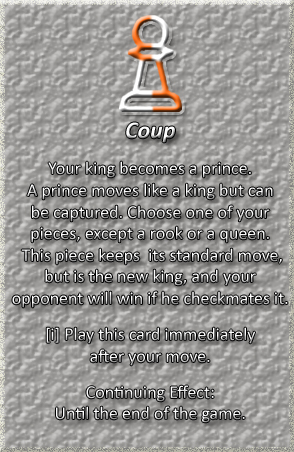 Coup
Your king becomes a prince.
A prince moves like a king but can
be captured. Choose one of your
pieces, except a rook or a queen.
This piece keeps its standard move,
but is the new king, and your
opponent will win if he checkmates it.
[i] Play this card immediately
after your move.
Continuing Effect:
Until the end of the game.